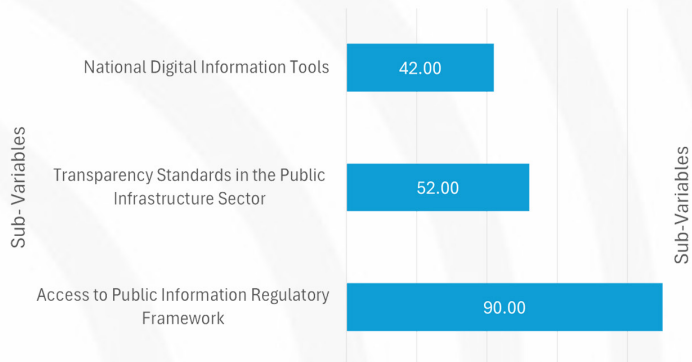 Sub- Variables
National Digital Information Tools
42.00
Transparency Standards in the Public
Infrastructure Sector
52.00
Access to Public Information Regulatory
Framework
90.00
Sub-Variables